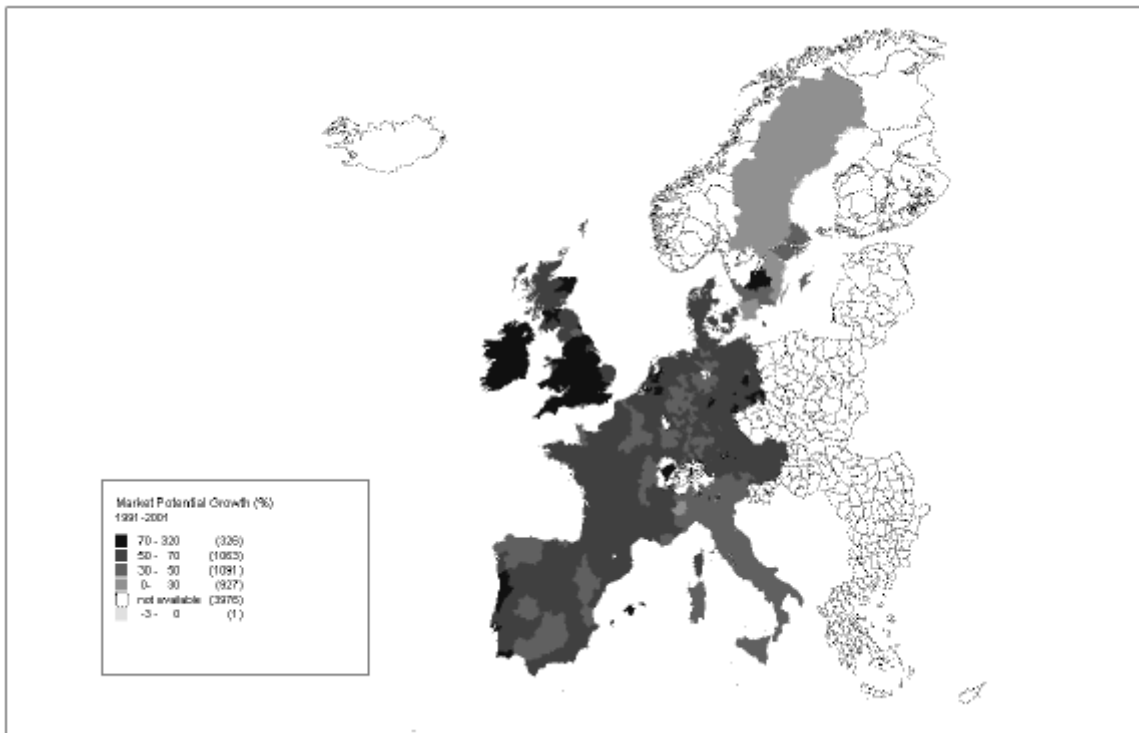 Market Potential Growth (%)
1991-2001
70 - 320 (326)
50 - 70 (1063)
30 - 50 (1091)
0 - 30 (927)
not available (3976)
-3 - 0 (1)